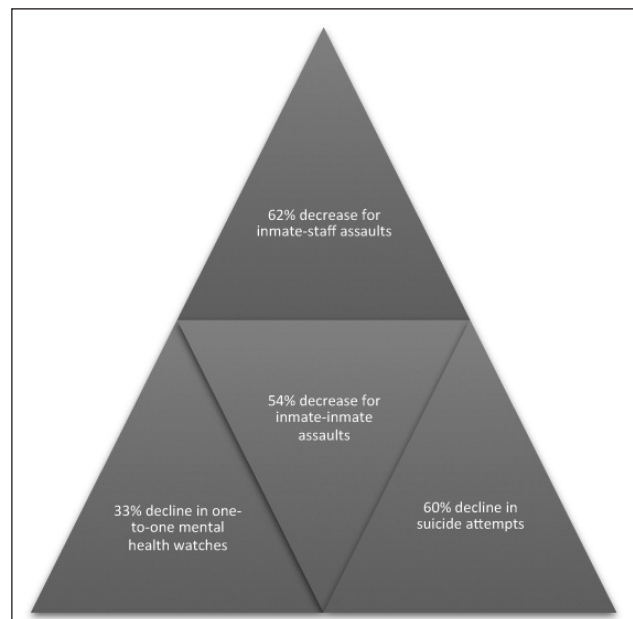 62% decrease for
inmate-staff assaults
54% decrease for
inmate-inmate
assaults
33% decline in one-
to-one mental
health watches
60% decline in
suicide attempts